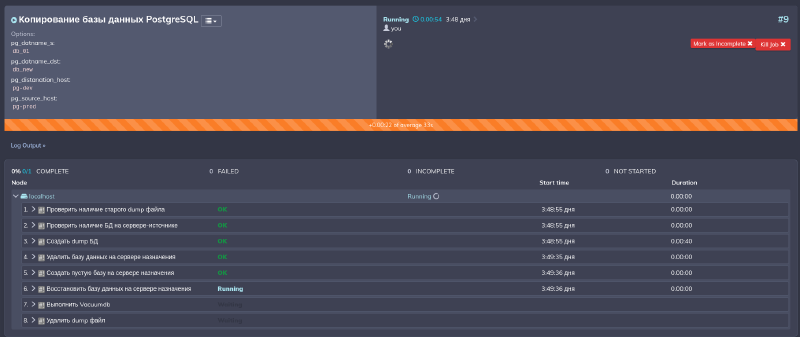 Копирование базы данных PostgreSQL
Running 0.00:54 3:48 дня
#9
you
Options:
pg_datname_s:
db_01
pg_datname_dst:
db_new
pg_distanation_host:
pg-dev
pg_source_host:
pg-prod
Mark as Incomplete
Kill Job
+0.00:22 of average
Log Output »
0% 0/1 COMPLETE
0 FAILED
0 INCOMPLETE
0 NOT STARTED
Node
Start time
Duration
localhost
Running
0.00:00
1. Проверить наличие старого dump файла OK 3:48:55 дня 0.00:00
2. Проверить наличие БД на сервере-источнике OK 3:48:55 дня 0.00:00
3. Создать dump БД OK 3:48:55 дня 0.00:40
4. Удалить базу данных на сервере назначения OK 3:49:35 дня 0.00:00
5. Создать пустую базу на сервере назначения OK 3:49:36 дня 0.00:00
6. Восстановить базу данных на сервере назначения Running 3:49:36 дня 0.00:00
7. Выполнить Vacuumdb
8. Удалить dump файл